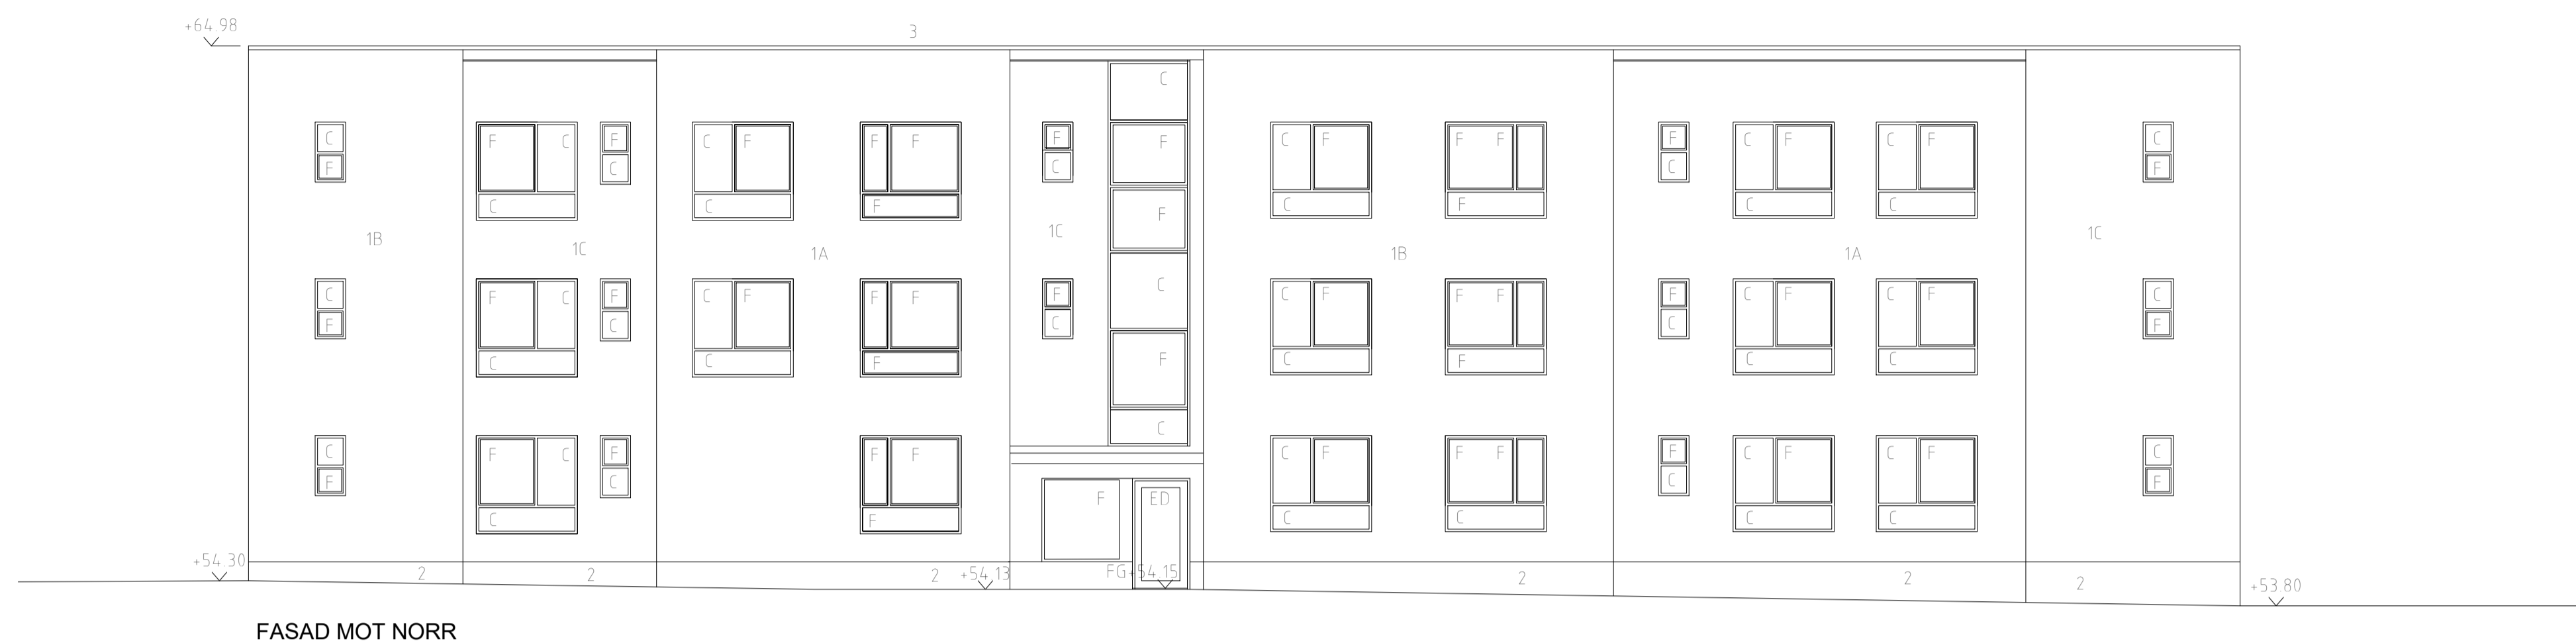 +64.98 3
C
C F C F C F F F F C F F F F C F C F C
F C C F C F C C F
C C F F C F C C
1B 1C 1A 1C 1B 1A 1C
C
C F C F C F F F F C F F F F C F C F C
F C C F C F
C C F F C F C C
C
C F C F F F C F F F F C F C F C
F C C F
C F C C C C
F ED
+54.30 2 2 2 +54.13 FG+54.15 2 2 2 +53.80
FASAD MOT NORR